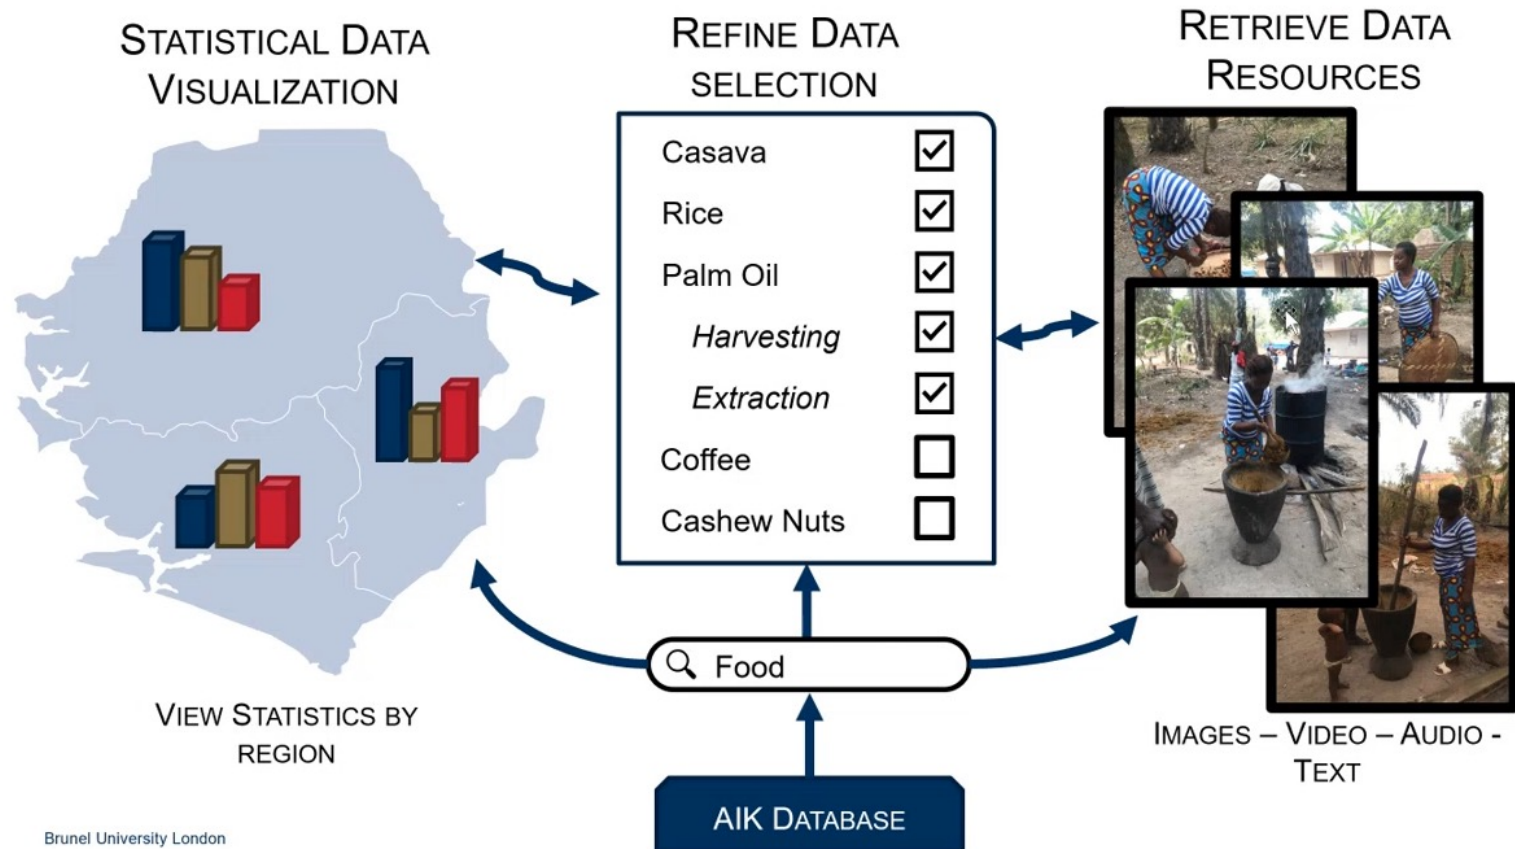 STATISTICAL DATA
VISUALIZATION
REFINE DATA
SELECTION
RETRIEVE DATA
RESOURCES
Casava
Rice
Palm Oil
Harvesting
Extraction
Coffee
Cashew Nuts
Food
VIEW STATISTICS BY
REGION
IMAGES – VIDEO – AUDIO -
TEXT
AIK DATABASE
Brunel University London